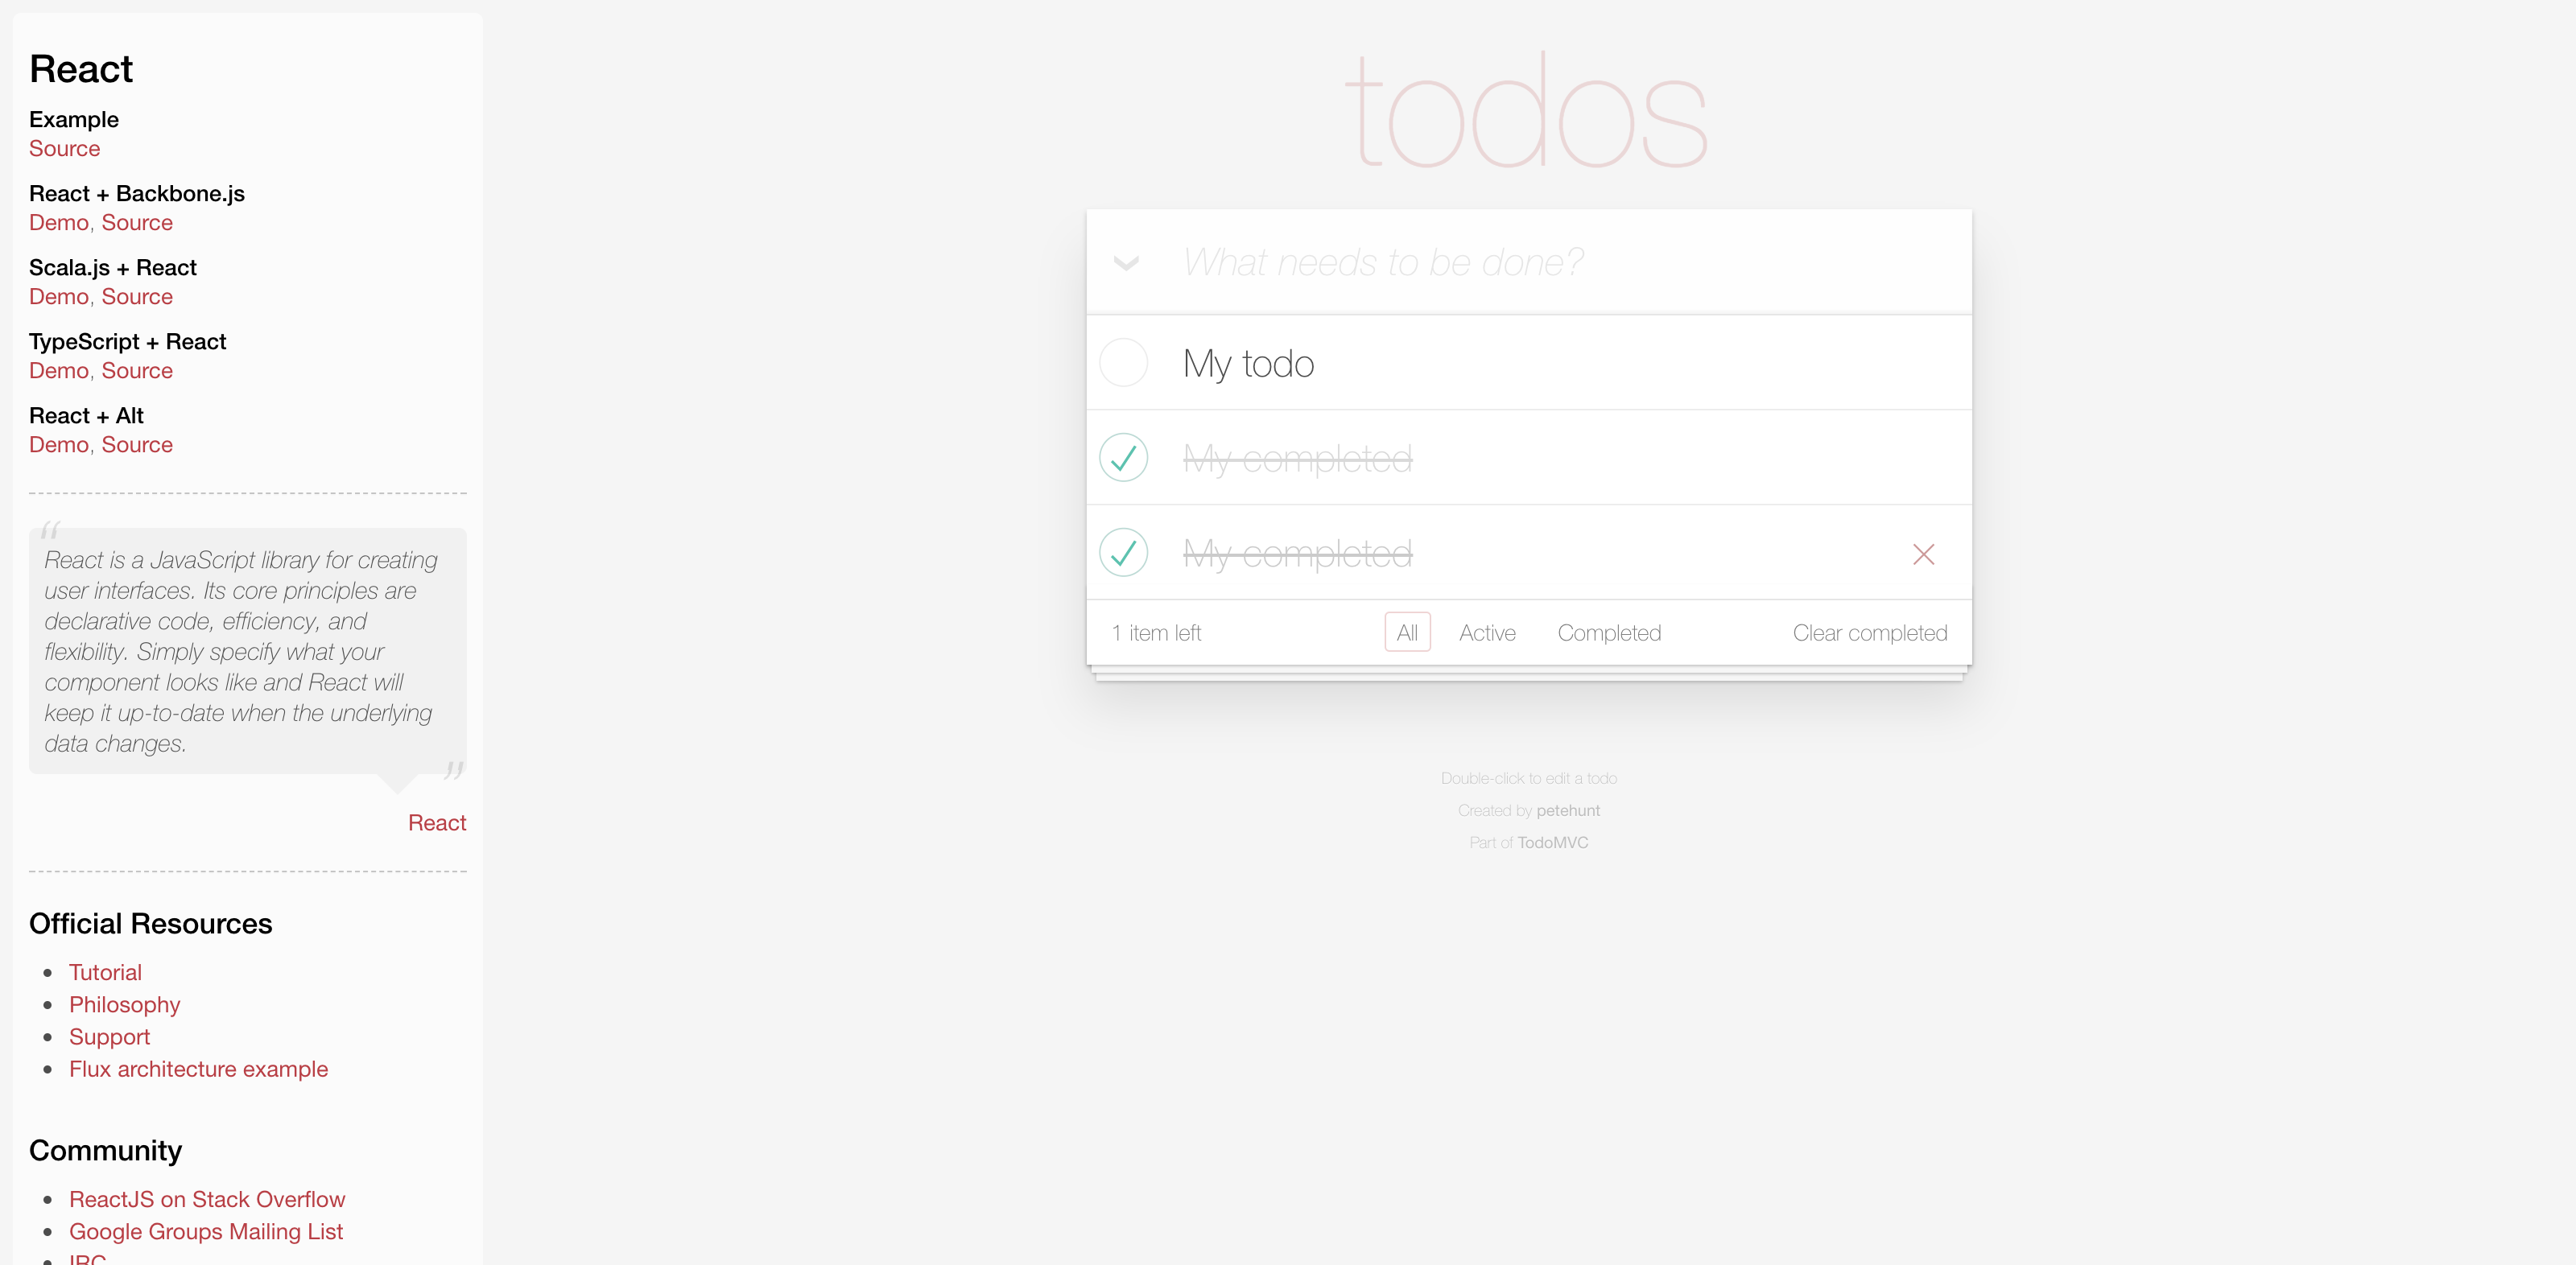 React
Example
Source
React + Backbone.js
Demo, Source
Scala.js + React
Demo, Source
TypeScript + React
Demo, Source
React + Alt
Demo, Source
“
React is a JavaScript library for creating
user interfaces. Its core principles are
declarative code, efficiency, and
flexibility. Simply specify what your
component looks like and React will
keep it up-to-date when the underlying
data changes.
”
React
Official Resources
Tutorial
Philosophy
Support
Flux architecture example
Community
ReactJS on Stack Overflow
Google Groups Mailing List
IRC
todos
What needs to be done?
My todo
My completed
My completed
1 item left All Active Completed Clear completed
Double-click to edit a todo
Created by petehunt
Part of TodoMVC